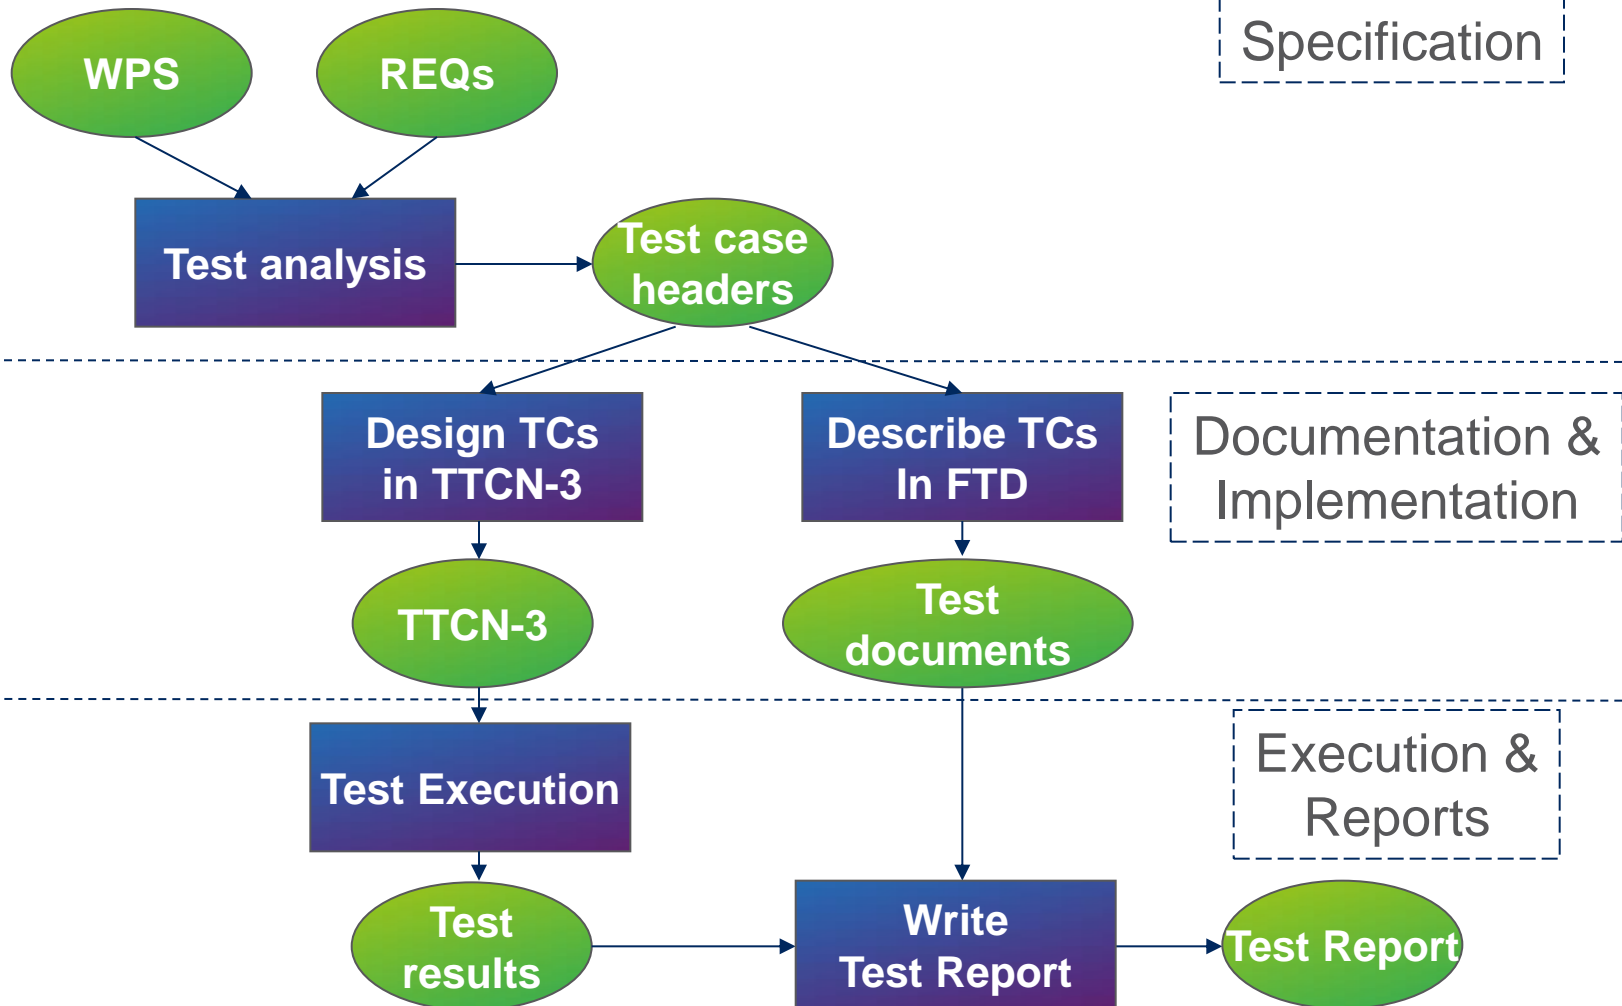 Specification
WPS
REQs
Test analysis
Test case
headers
Design TCs
in TTCN-3
Describe TCs
In FTD
Documentation &
Implementation
TTCN-3
Test
documents
Test Execution
Execution &
Reports
Test
results
Write
Test Report
Test Report